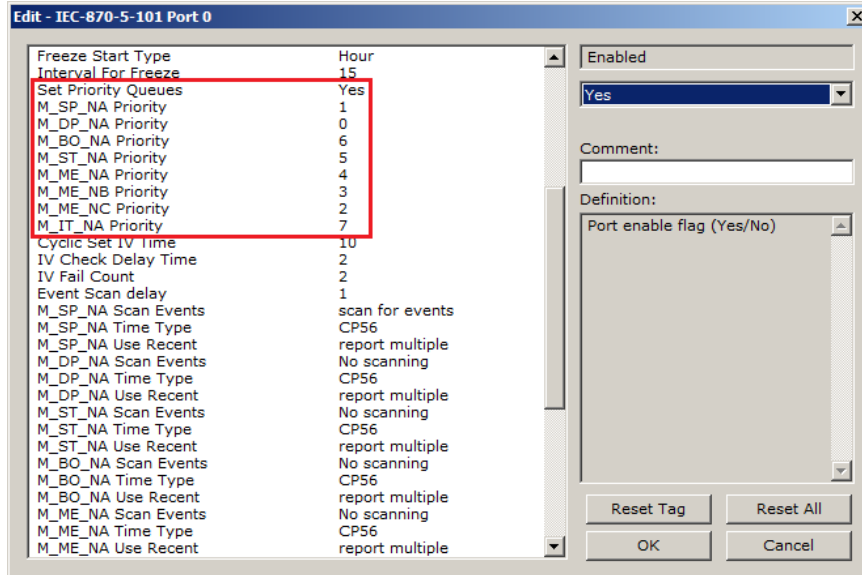 Edit - IEC-870-5-101 Port 0
Freeze Start Type Hour
Interval For Freeze 15
Set Priority Queues Yes
M_SP_NA Priority 1
M_DP_NA Priority 0
M_BO_NA Priority 6
M_ST_NA Priority 5
M_ME_NA Priority 4
M_ME_NB Priority 3
M_ME_NC Priority 2
M_IT_NA Priority 7
Cyclic Set IV Time 10
IV Check Delay Time 2
IV Fail Count 2
Event Scan delay 1
M_SP_NA Scan Events scan for events
M_SP_NA Time Type CP56
M_SP_NA Use Recent report multiple
M_DP_NA Scan Events No scanning
M_DP_NA Time Type CP56
M_DP_NA Use Recent report multiple
M_ST_NA Scan Events No scanning
M_ST_NA Time Type CP56
M_ST_NA Use Recent report multiple
M_BO_NA Scan Events No scanning
M_BO_NA Time Type CP56
M_BO_NA Use Recent report multiple
M_ME_NA Scan Events No scanning
M_ME_NA Time Type CP56
M_ME_NA Use Recent report multiple
Enabled
Yes
Comment:
Definition:
Port enable flag (Yes/No)
Reset Tag Reset All
OK Cancel